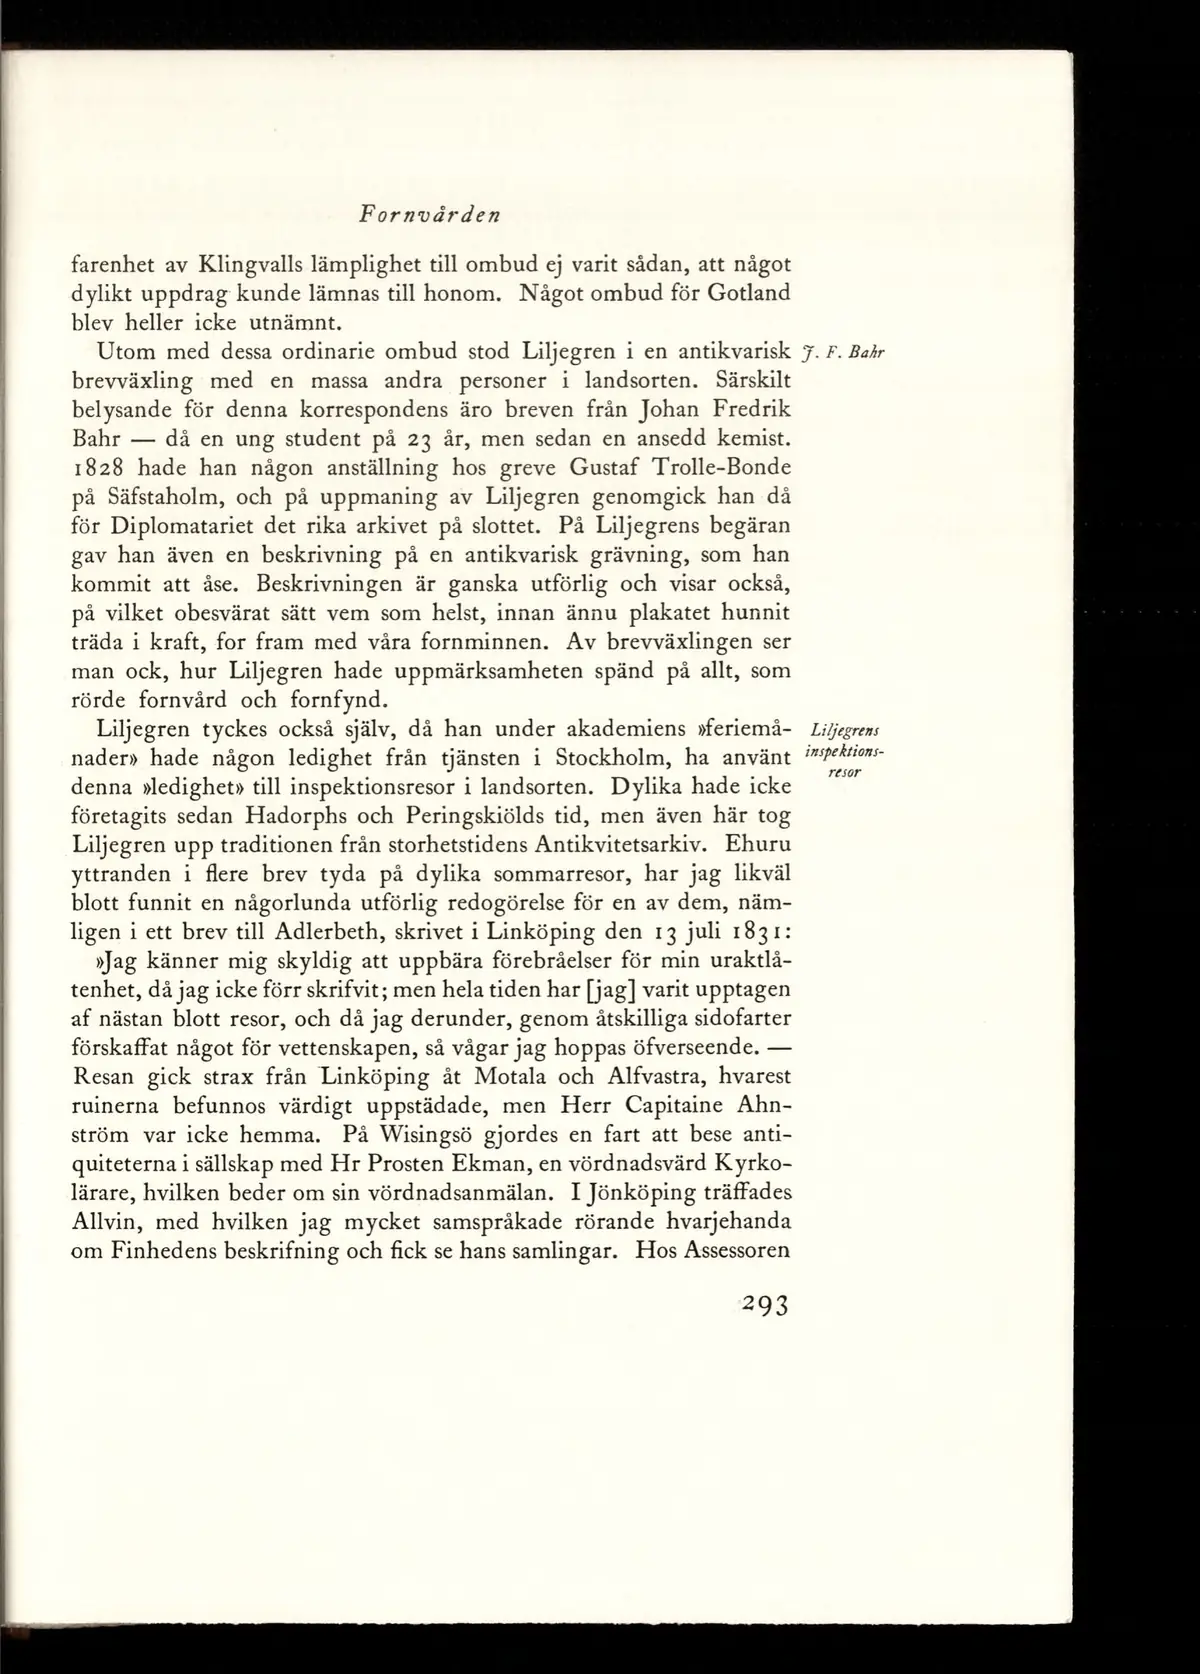 Fornvården
farenhet av Klingvalls lämplighet till ombud ej varit sådan, att något
dylikt uppdrag kunde lämnas till honom. Något ombud för Gotland
blev heller icke utnämnt.
Utom med dessa ordinarie ombud stod Liljegren i en antikvarisk
J. F. Bahr
brevväxling med en massa andra personer i landsorten. Särskilt
belysande för denna korrespondens äro breven från Johan Fredrik
Bahr — då en ung student på 23 år, men sedan en ansedd kemist.
1828 hade han någon anställning hos greve Gustaf Trolle-Bonde
på Säfstaholm, och på uppmaning av Liljegren genomgick han då
för Diplomatariet det rika arkivet på slottet. På Liljegrens begäran
gav han även en beskrivning på en antikvarisk grävning, som han
kommit att åse. Beskrivningen är ganska utförlig och visar också,
på vilket obesvärat sätt vem som helst, innan ännu plakatet hunnit
träda i kraft, for fram med våra fornminnen. Av brevväxlingen ser
man ock, hur Liljegren hade uppmärksamheten spänd på allt, som
rörde fornvård och fornfynd.
Liljegren tyckes också själv, då han under akademiens »feriemå-
nader» hade någon ledighet från tjänsten i Stockholm, ha använt
denna »ledighet» till inspektionsresor i landsorten. Dylika hade icke
Liljegrens
inspektions-
resor
företagits sedan Hadorphs och Peringskiölds tid, men även här tog
Liljegren upp traditionen från storhetstidens Antikvitetsarkiv. Ehuru
yttranden i flere brev tyda på dylika sommarresor, har jag likväl
blott funnit en någorlunda utförlig redogörelse för en av dem, näm-
ligen i ett brev till Adlerbeth, skrivet i Linköping den 13 juli 1831:
»Jag känner mig skyldig att uppbära förebråelser för min uraktlå-
tenhet, då jag icke förr skrifvit; men hela tiden har [jag] varit upptagen
af nästan blott resor, och då jag derunder, genom åtskilliga sidofarter
förskaffat något för vettenskapen, så vågar jag hoppas öfverseende. —
Resan gick strax från Linköping åt Motala och Alfvastra, hvarest
ruinerna befunnos värdigt uppstädade, men Herr Capitaine Ahn-
ström var icke hemma. På Wisingsö gjordes en fart att bese anti-
quiteterna i sällskap med Hr Prosten Ekman, en vördnadsvärd Kyrko-
lärare, hvilken beder om sin vördnadsanmälan. I Jönköping träffades
Allvin, med hvilken jag mycket samspråkade rörande hvarjehanda
om Finhedens beskrifning och fick se hans samlingar. Hos Assessoren
293